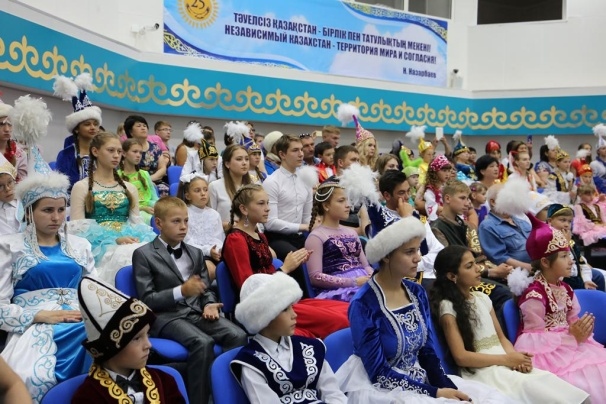 25
ТӘУЕЛСІЗ ҚАЗАҚСТАН - БІРЛІК ПЕН ТАТУЛЫҚТЫҢ МЕКЕНІ!
НЕЗАВИСИМЫЙ КАЗАХСТАН - ТЕРРИТОРИЯ МИРА И СОГЛАСИЯ!
Н. Назарбаев